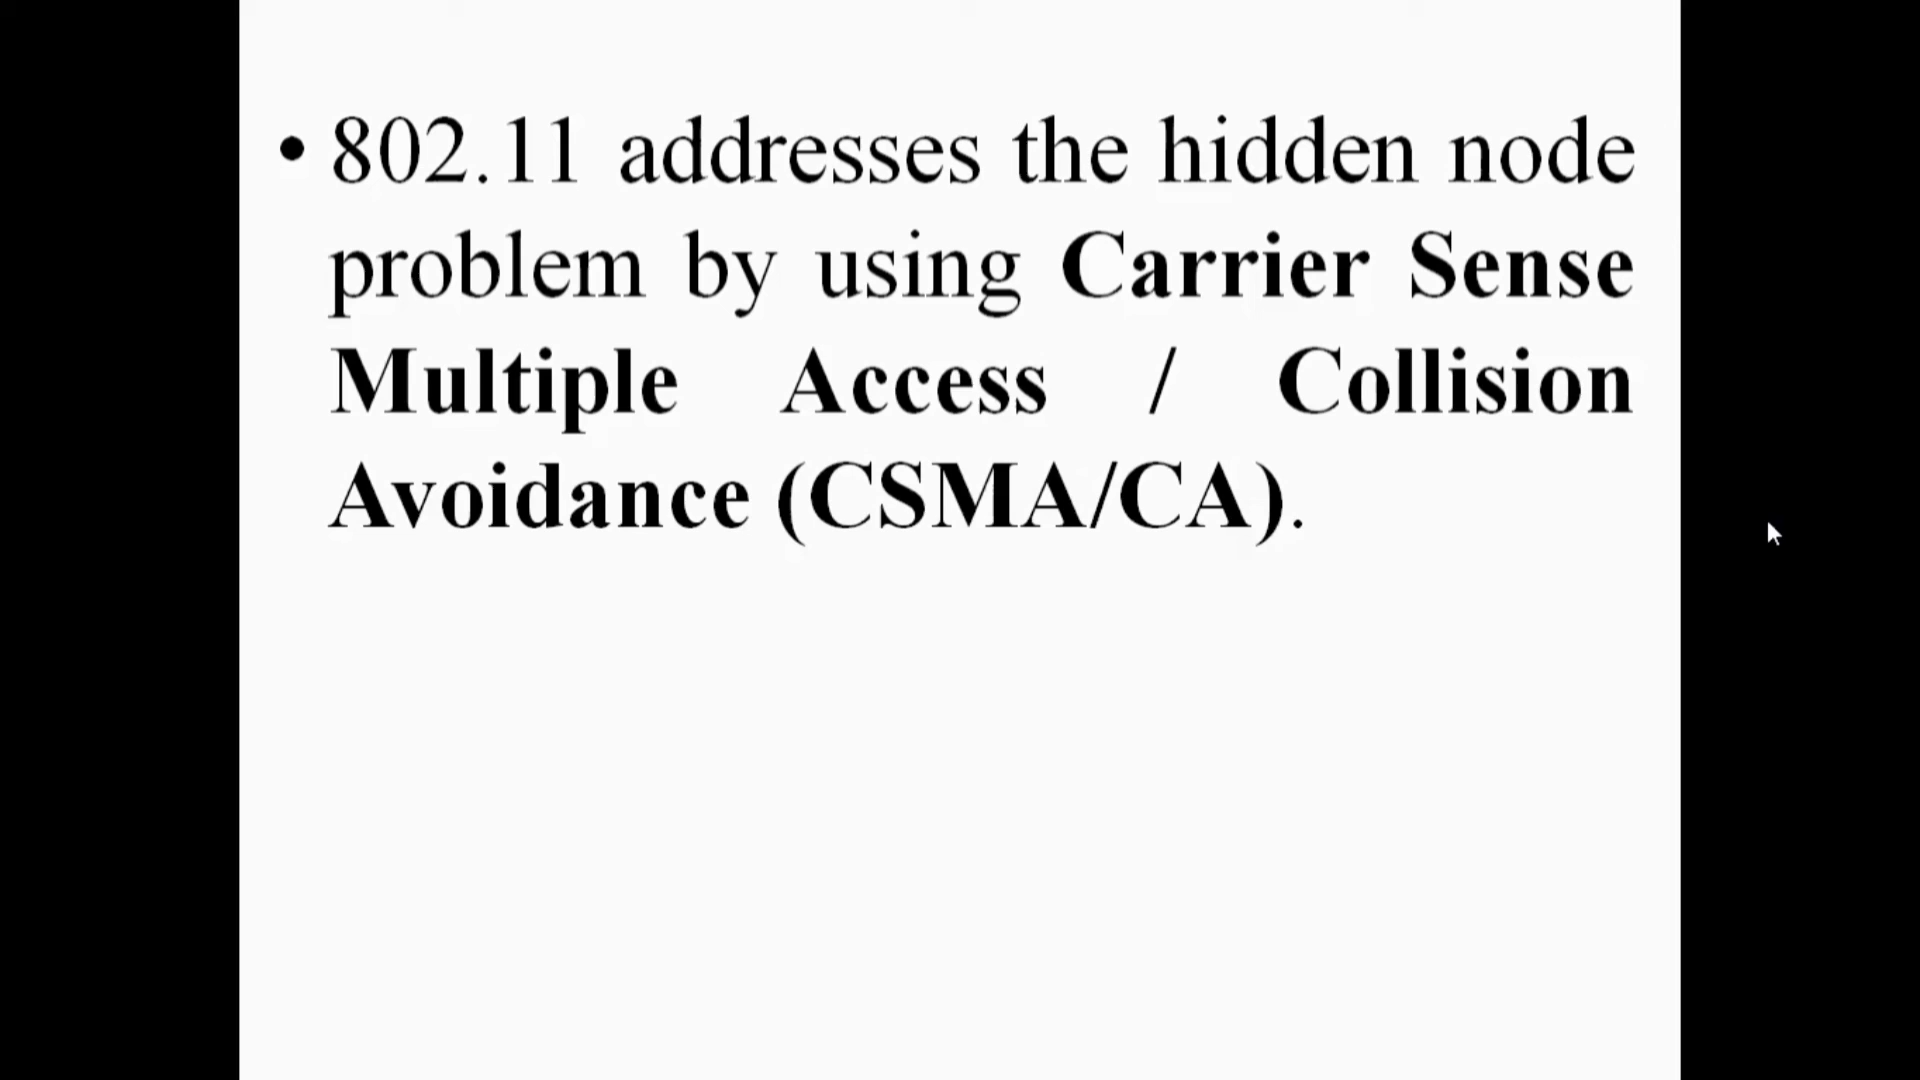 • 802.11 addresses the hidden node
problem by using Carrier Sense
Multiple Access / Collision
Avoidance (CSMA/CA).